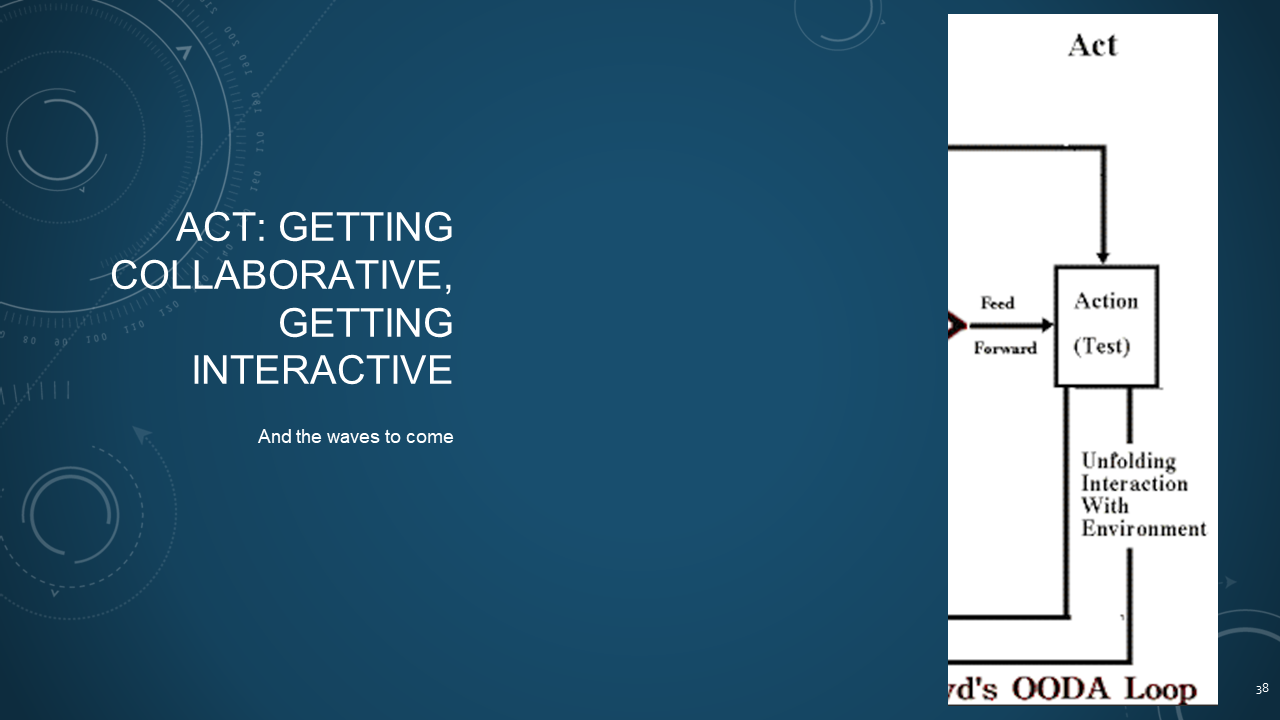 ACT: GETTING
COLLABORATIVE,
GETTING
INTERACTIVE
And the waves to come
Act
Feed
Forward
Action
(Test)
Unfolding
Interaction
With
Environment
yd's OODA Loop
38